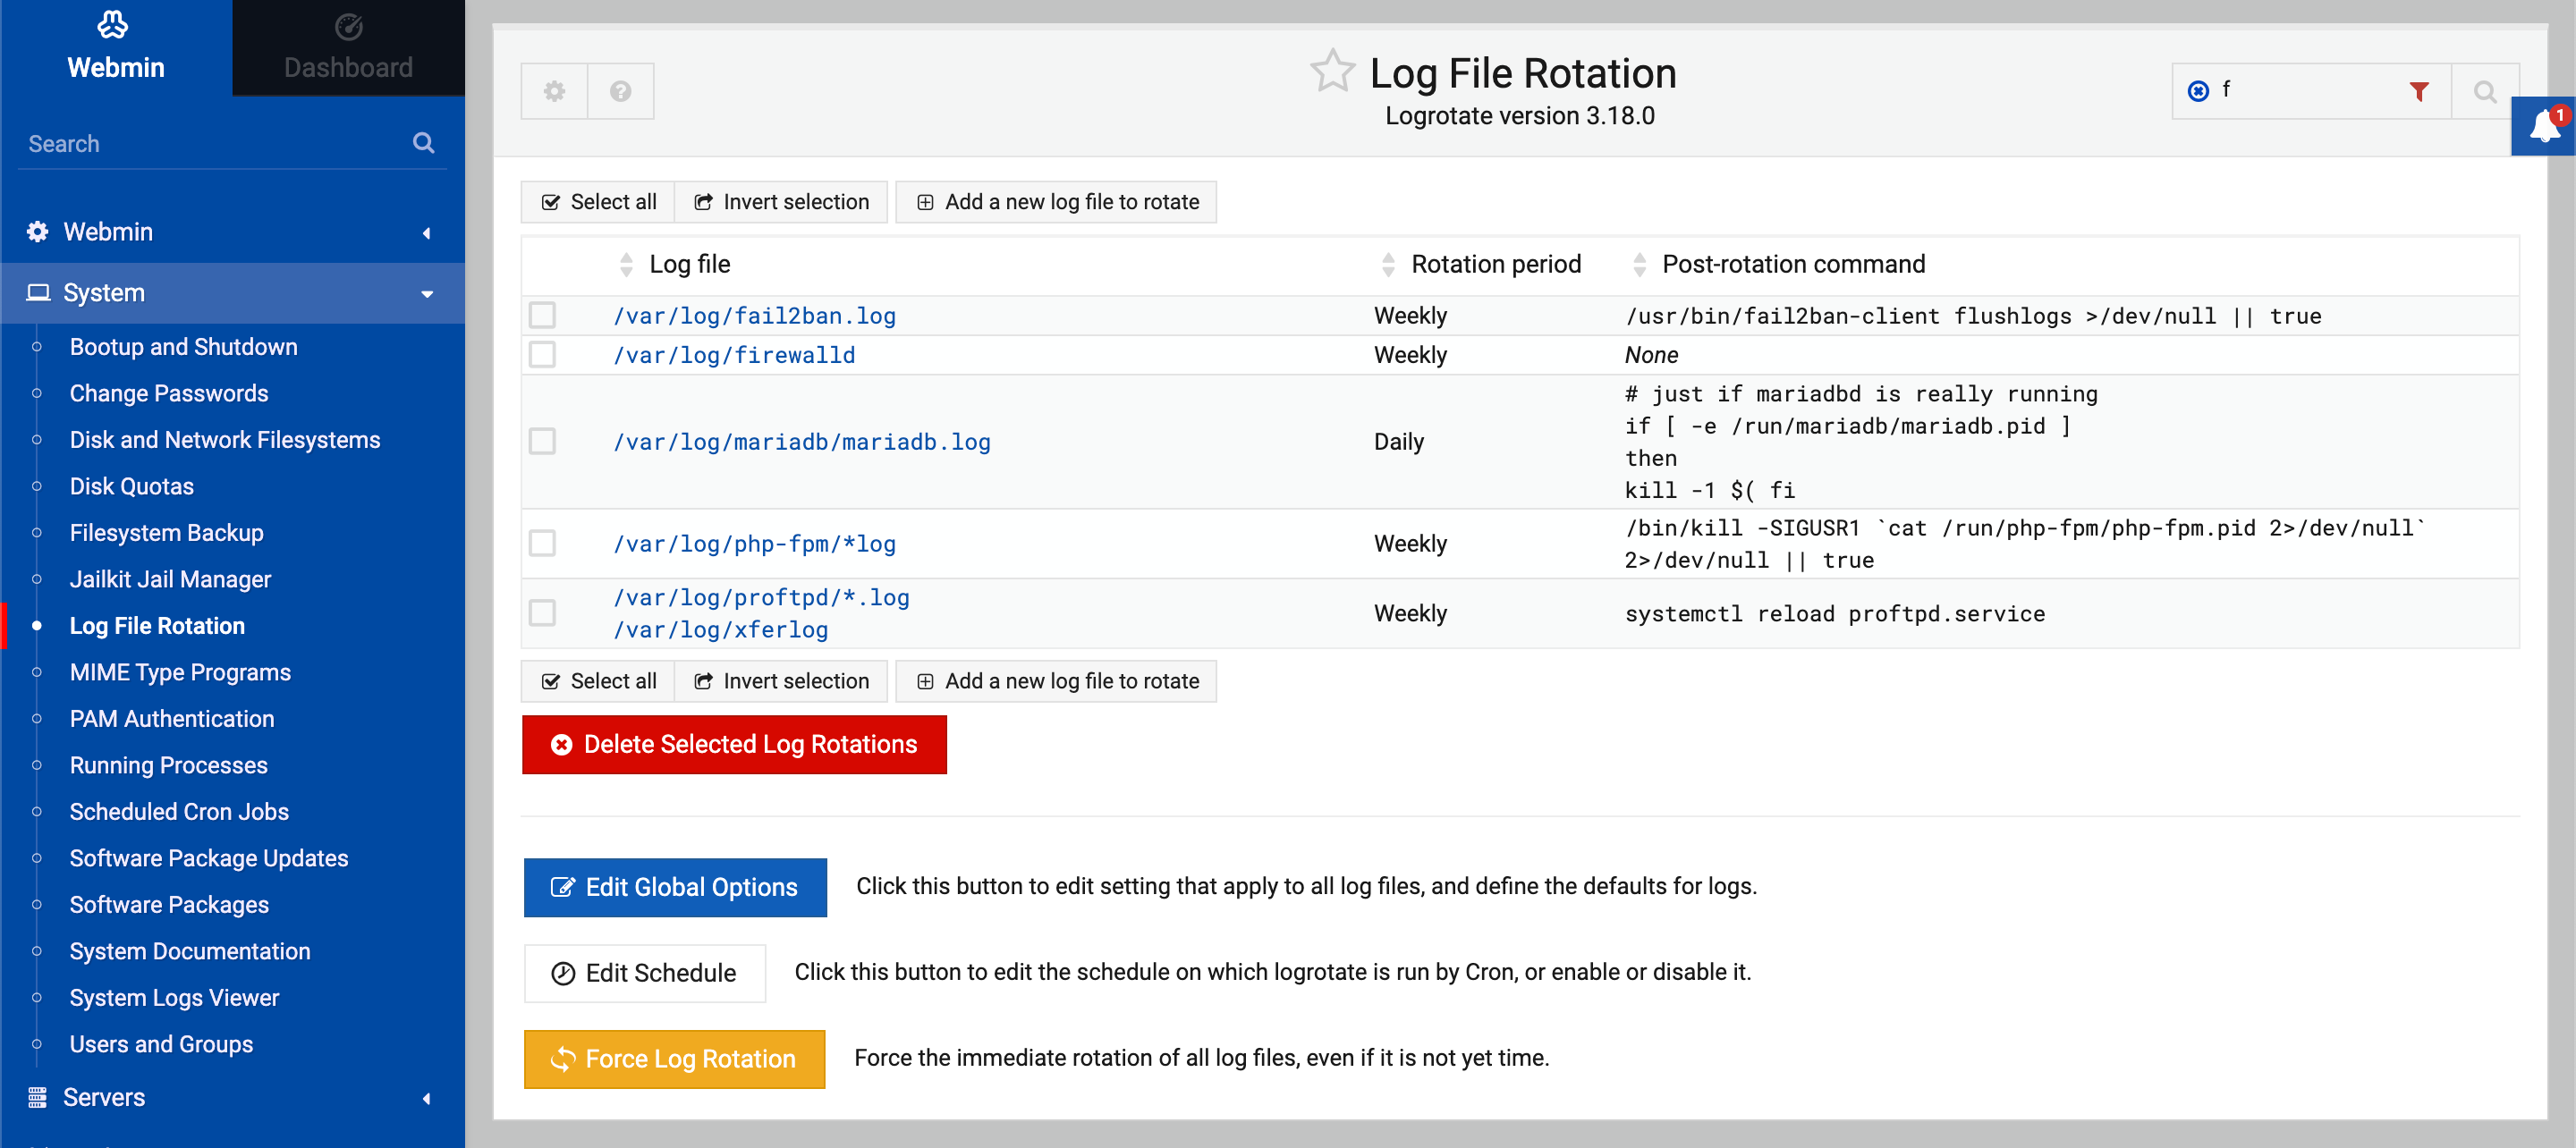 Webmin
Dashboard
Search
Webmin
System
Bootup and Shutdown
Change Passwords
Disk and Network Filesystems
Disk Quotas
Filesystem Backup
Jailkit Jail Manager
Log File Rotation
MIME Type Programs
PAM Authentication
Running Processes
Scheduled Cron Jobs
Software Package Updates
Software Packages
System Documentation
System Logs Viewer
Users and Groups
Servers
Log File Rotation
Logrotate version 3.18.0
f
1
Select all Invert selection Add a new log file to rotate
Log file Rotation period Post-rotation command
/var/log/fail2ban.log Weekly /usr/bin/fail2ban-client flushlogs >/dev/null || true
/var/log/firewalld Weekly None
/var/log/mariadb/mariadb.log Daily # just if mariadbd is really running
if [ -e /run/mariadb/mariadb.pid ]
then
kill -1 $( fi
/var/log/php-fpm/*log Weekly /bin/kill -SIGUSR1 `cat /run/php-fpm/php-fpm.pid 2>/dev/null`
2>/dev/null || true
/var/log/proftpd/*.log
/var/log/xferlog Weekly systemctl reload proftpd.service
Select all Invert selection Add a new log file to rotate
Delete Selected Log Rotations
Edit Global Options Click this button to edit setting that apply to all log files, and define the defaults for logs.
Edit Schedule Click this button to edit the schedule on which logrotate is run by Cron, or enable or disable it.
Force Log Rotation Force the immediate rotation of all log files, even if it is not yet time.